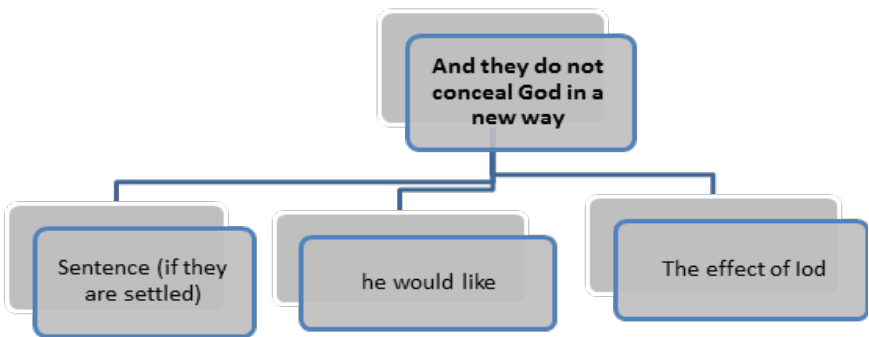 And they do not
conceal God in a
new way
Sentence (if they
are settled)
he would like
The effect of Iod